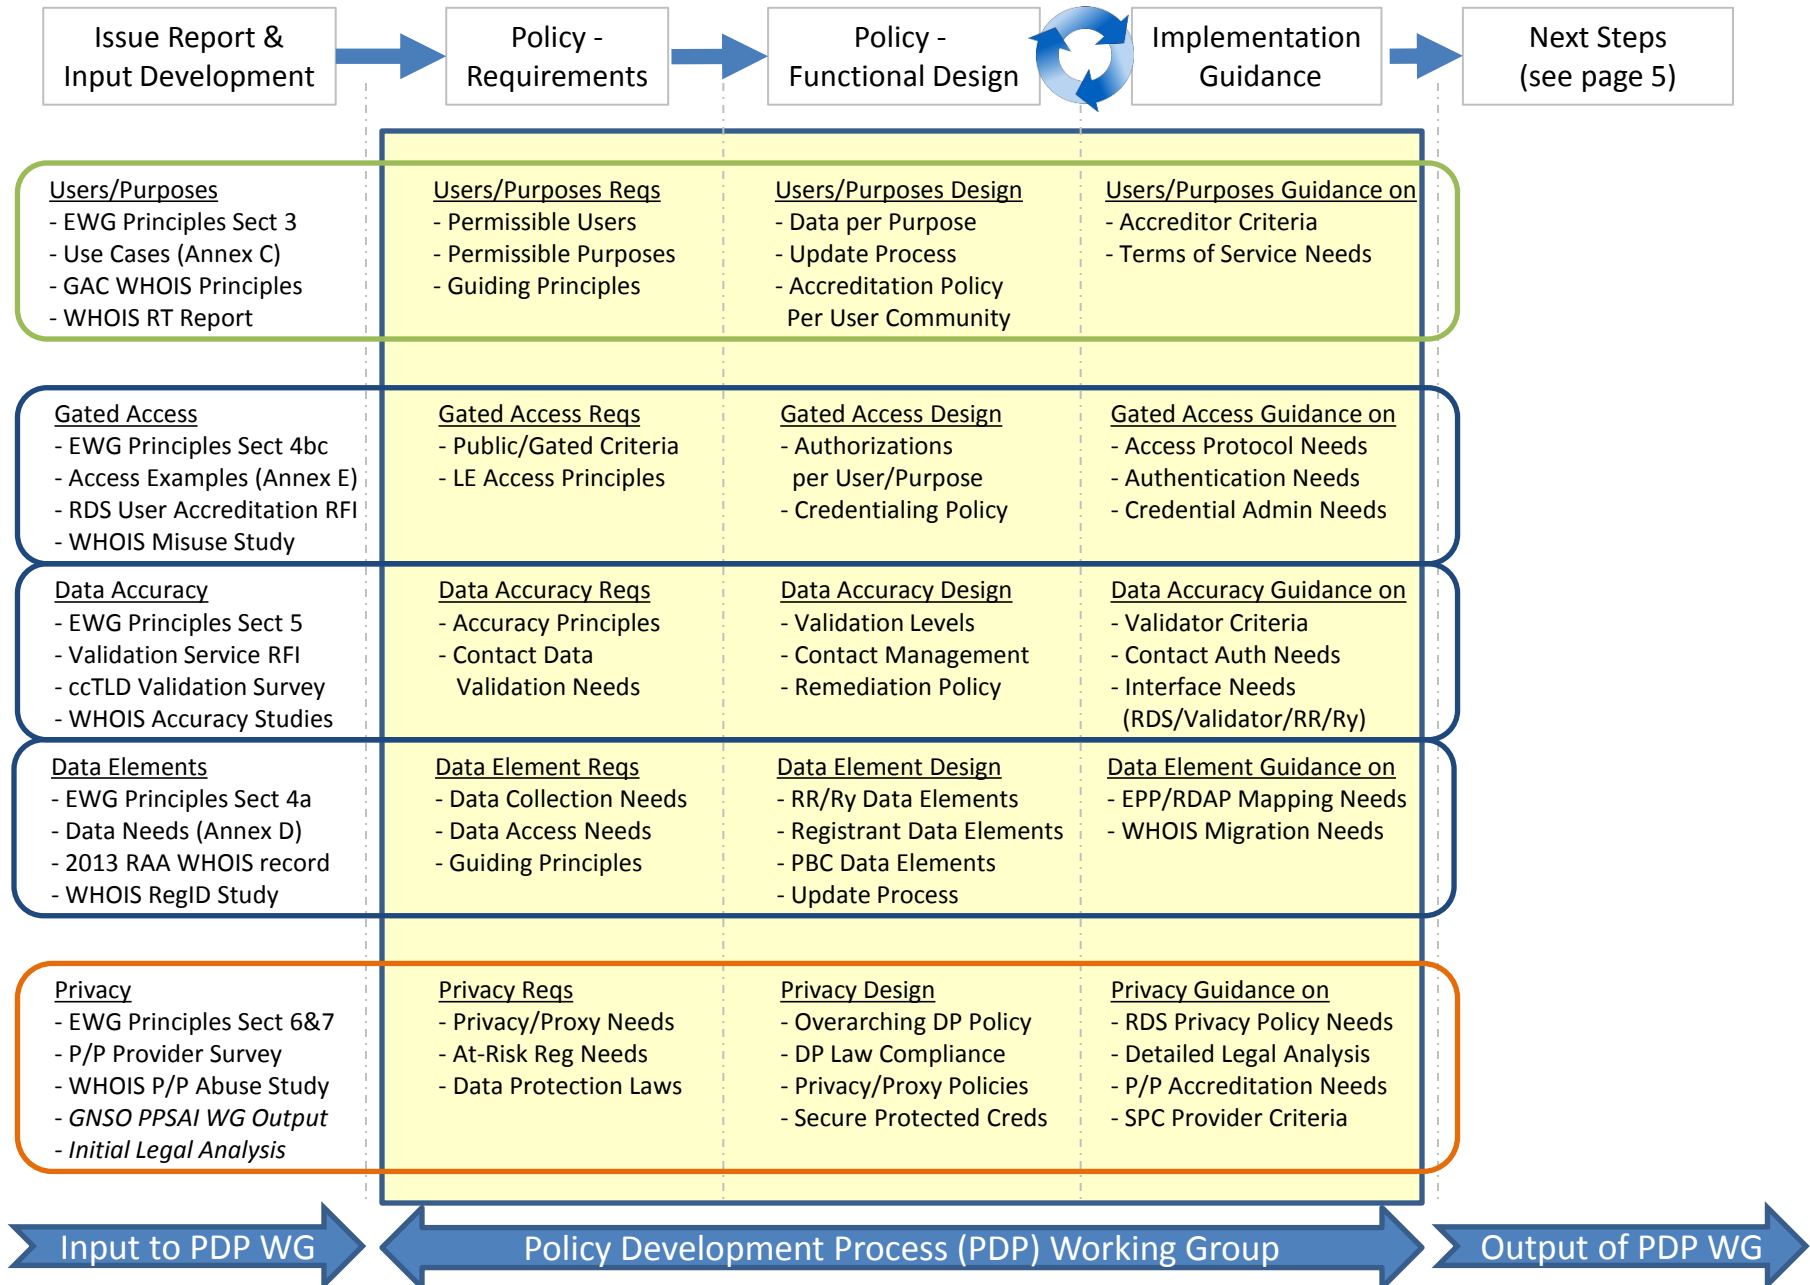 Issue Report &
Input Development
Policy -
Requirements
Policy -
Functional Design
Implementation
Guidance
Next Steps
(see page 5)
Users/Purposes
- EWG Principles Sect 3
- Use Cases (Annex C)
- GAC WHOIS Principles
- WHOIS RT Report
Users/Purposes Reqs
- Permissible Users
- Permissible Purposes
- Guiding Principles
Users/Purposes Design
- Data per Purpose
- Update Process
- Accreditation Policy
Per User Community
Users/Purposes Guidance on
- Accreditor Criteria
- Terms of Service Needs
Gated Access
- EWG Principles Sect 4bc
- Access Examples (Annex E)
- RDS User Accreditation RFI
- WHOIS Misuse Study
Gated Access Reqs
- Public/Gated Criteria
- LE Access Principles
Gated Access Design
- Authorizations
per User/Purpose
- Credentialing Policy
Gated Access Guidance on
- Access Protocol Needs
- Authentication Needs
- Credential Admin Needs
Data Accuracy
- EWG Principles Sect 5
- Validation Service RFI
- ccTLD Validation Survey
- WHOIS Accuracy Studies
Data Accuracy Reqs
- Accuracy Principles
- Contact Data
Validation Needs
Data Accuracy Design
- Validation Levels
- Contact Management
- Remediation Policy
Data Accuracy Guidance on
- Validator Criteria
- Contact Auth Needs
- Interface Needs
(RDS/Validator/RR/Ry)
Data Elements
- EWG Principles Sect 4a
- Data Needs (Annex D)
- 2013 RAA WHOIS record
- WHOIS RegID Study
Data Element Reqs
- Data Collection Needs
- Data Access Needs
- Guiding Principles
Data Element Design
- RR/Ry Data Elements
- Registrant Data Elements
- PBC Data Elements
- Update Process
Data Element Guidance on
- EPP/RDAP Mapping Needs
- WHOIS Migration Needs
Privacy
- EWG Principles Sect 6&7
- P/P Provider Survey
- WHOIS P/P Abuse Study
- GNSO PPSAI WG Output
- Initial Legal Analysis
Privacy Reqs
- Privacy/Proxy Needs
- At-Risk Reg Needs
- Data Protection Laws
Privacy Design
- Overarching DP Policy
- DP Law Compliance
- Privacy/Proxy Policies
- Secure Protected Creds
Privacy Guidance on
- RDS Privacy Policy Needs
- Detailed Legal Analysis
- P/P Accreditation Needs
- SPC Provider Criteria
Input to PDP WG
Policy Development Process (PDP) Working Group
Output of PDP WG